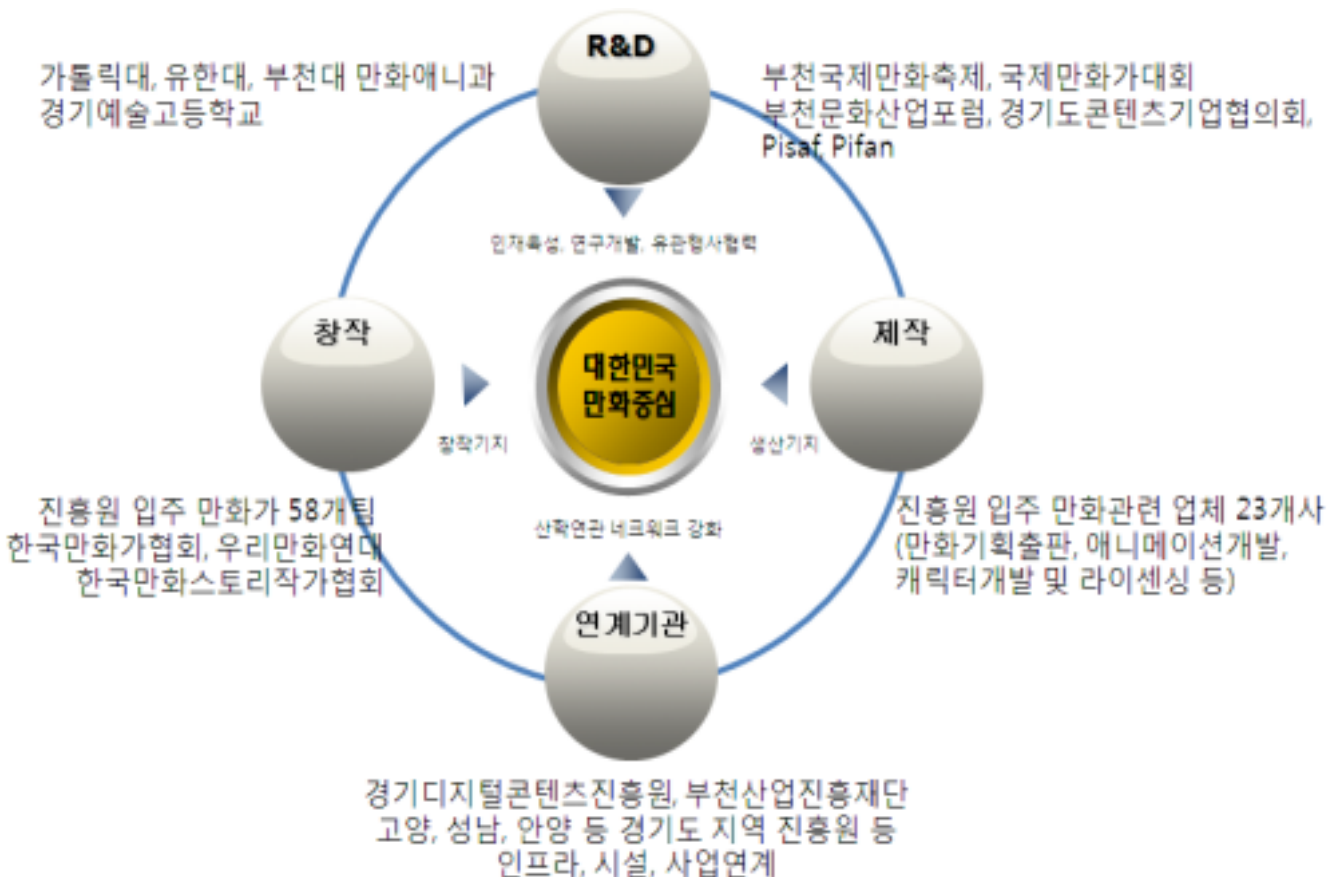 R&D
가톨릭대, 유한대, 부천대 만화애니과
경기예술고등학교
부천국제만화축제, 국제만화가대회
부천문화산업포럼, 경기도콘텐츠기업협의회,
Pisaf, Pifan
인재육성, 연구개발, 유관행사협력
창작
대한민국
만화중심
제작
창작기지
생산기지
진흥원 입주 만화가 58개팀
한국만화가협회, 우리만화연대
한국만화스토리작가협회
산학연관 네크워크 강화
진흥원 입주 만화관련 업체 23개사
(만화기획출판, 애니메이션개발,
캐릭터개발 및 라이센싱 등)
연계기관
경기디지털콘텐츠진흥원, 부천산업진흥재단
고양, 성남, 안양 등 경기도 지역 진흥원 등
인프라, 시설, 사업연계